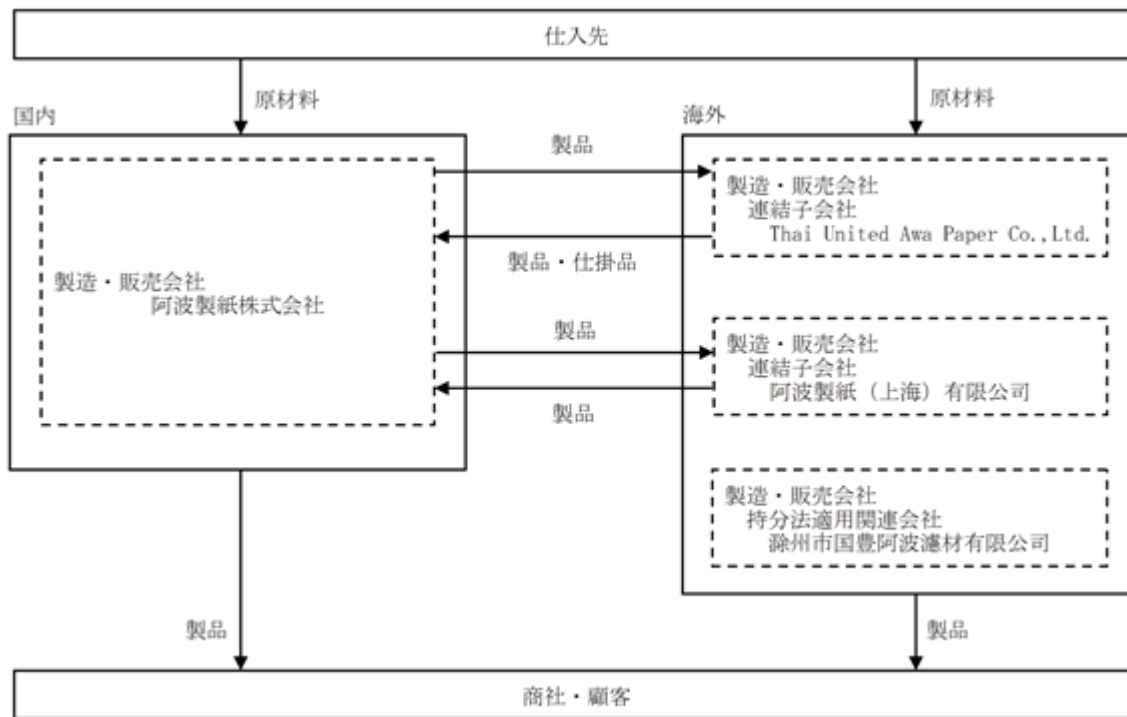 仕入先
原材料
原材料
国内
海外
製品
製造・販売会社
連結子会社
Thai United Awa Paper Co.,Ltd.
製品・仕掛品
製造・販売会社
阿波製紙株式会社
製品
製造・販売会社
連結子会社
阿波製紙（上海）有限公司
製品
製造・販売会社
持分法適用関連会社
滁州市国豊阿波濾材有限公司
製品
製品
商社・顧客